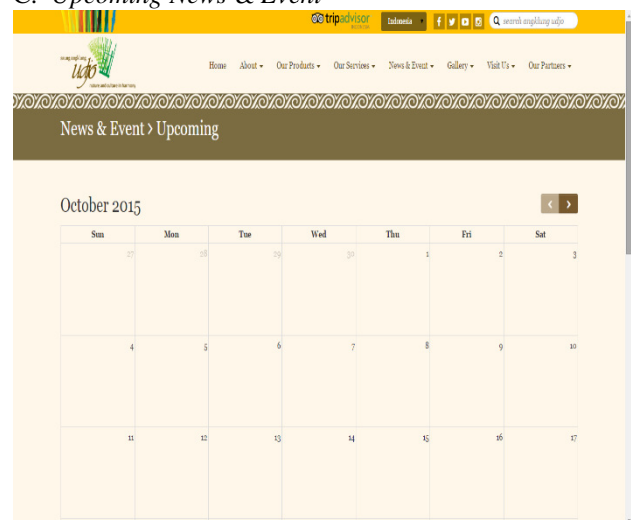 C. Upcoming News & Event
tripadvisor Indonesia search angklung udjo
udjo
Home About Our Products Our Services News & Event Gallery Visit Us Our Partners
News & Event > Upcoming
October 2015
Sun Mon Tue Wed Thu Fri Sat
27 28 29 30 1 2 3
4 5 6 7 8 9 10
11 12 13 14 15 16 17